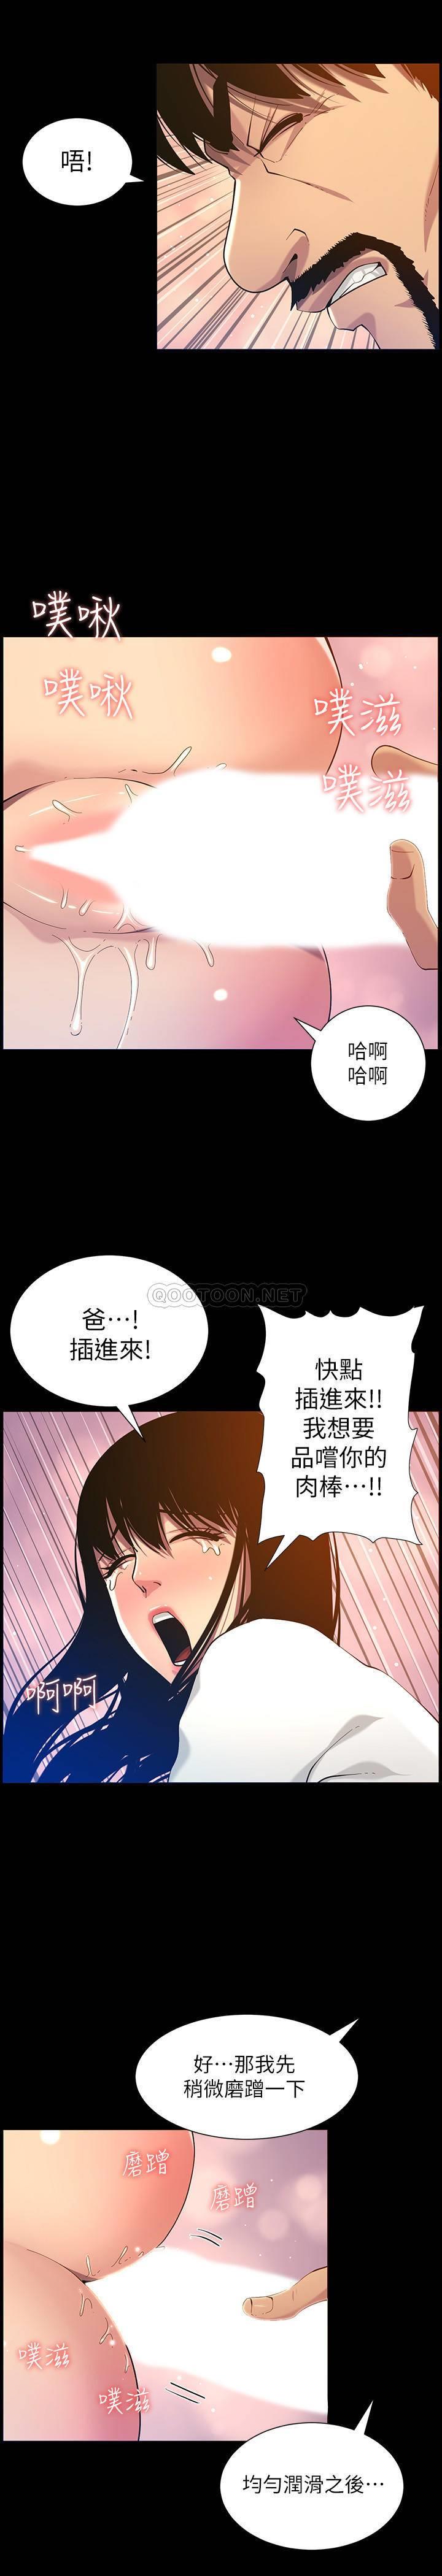 唔!
噗啾
噗啾
噗滋
噗滋
哈啊
哈啊
QOOTOON.NET
爸…!
插進來!
快點
插進來!!
我想要
品嚐你的
肉棒…!!
啊啊
好…那我先
稍微磨蹭一下
磨蹭
磨蹭
噗滋
噗滋
均勻潤滑之後…